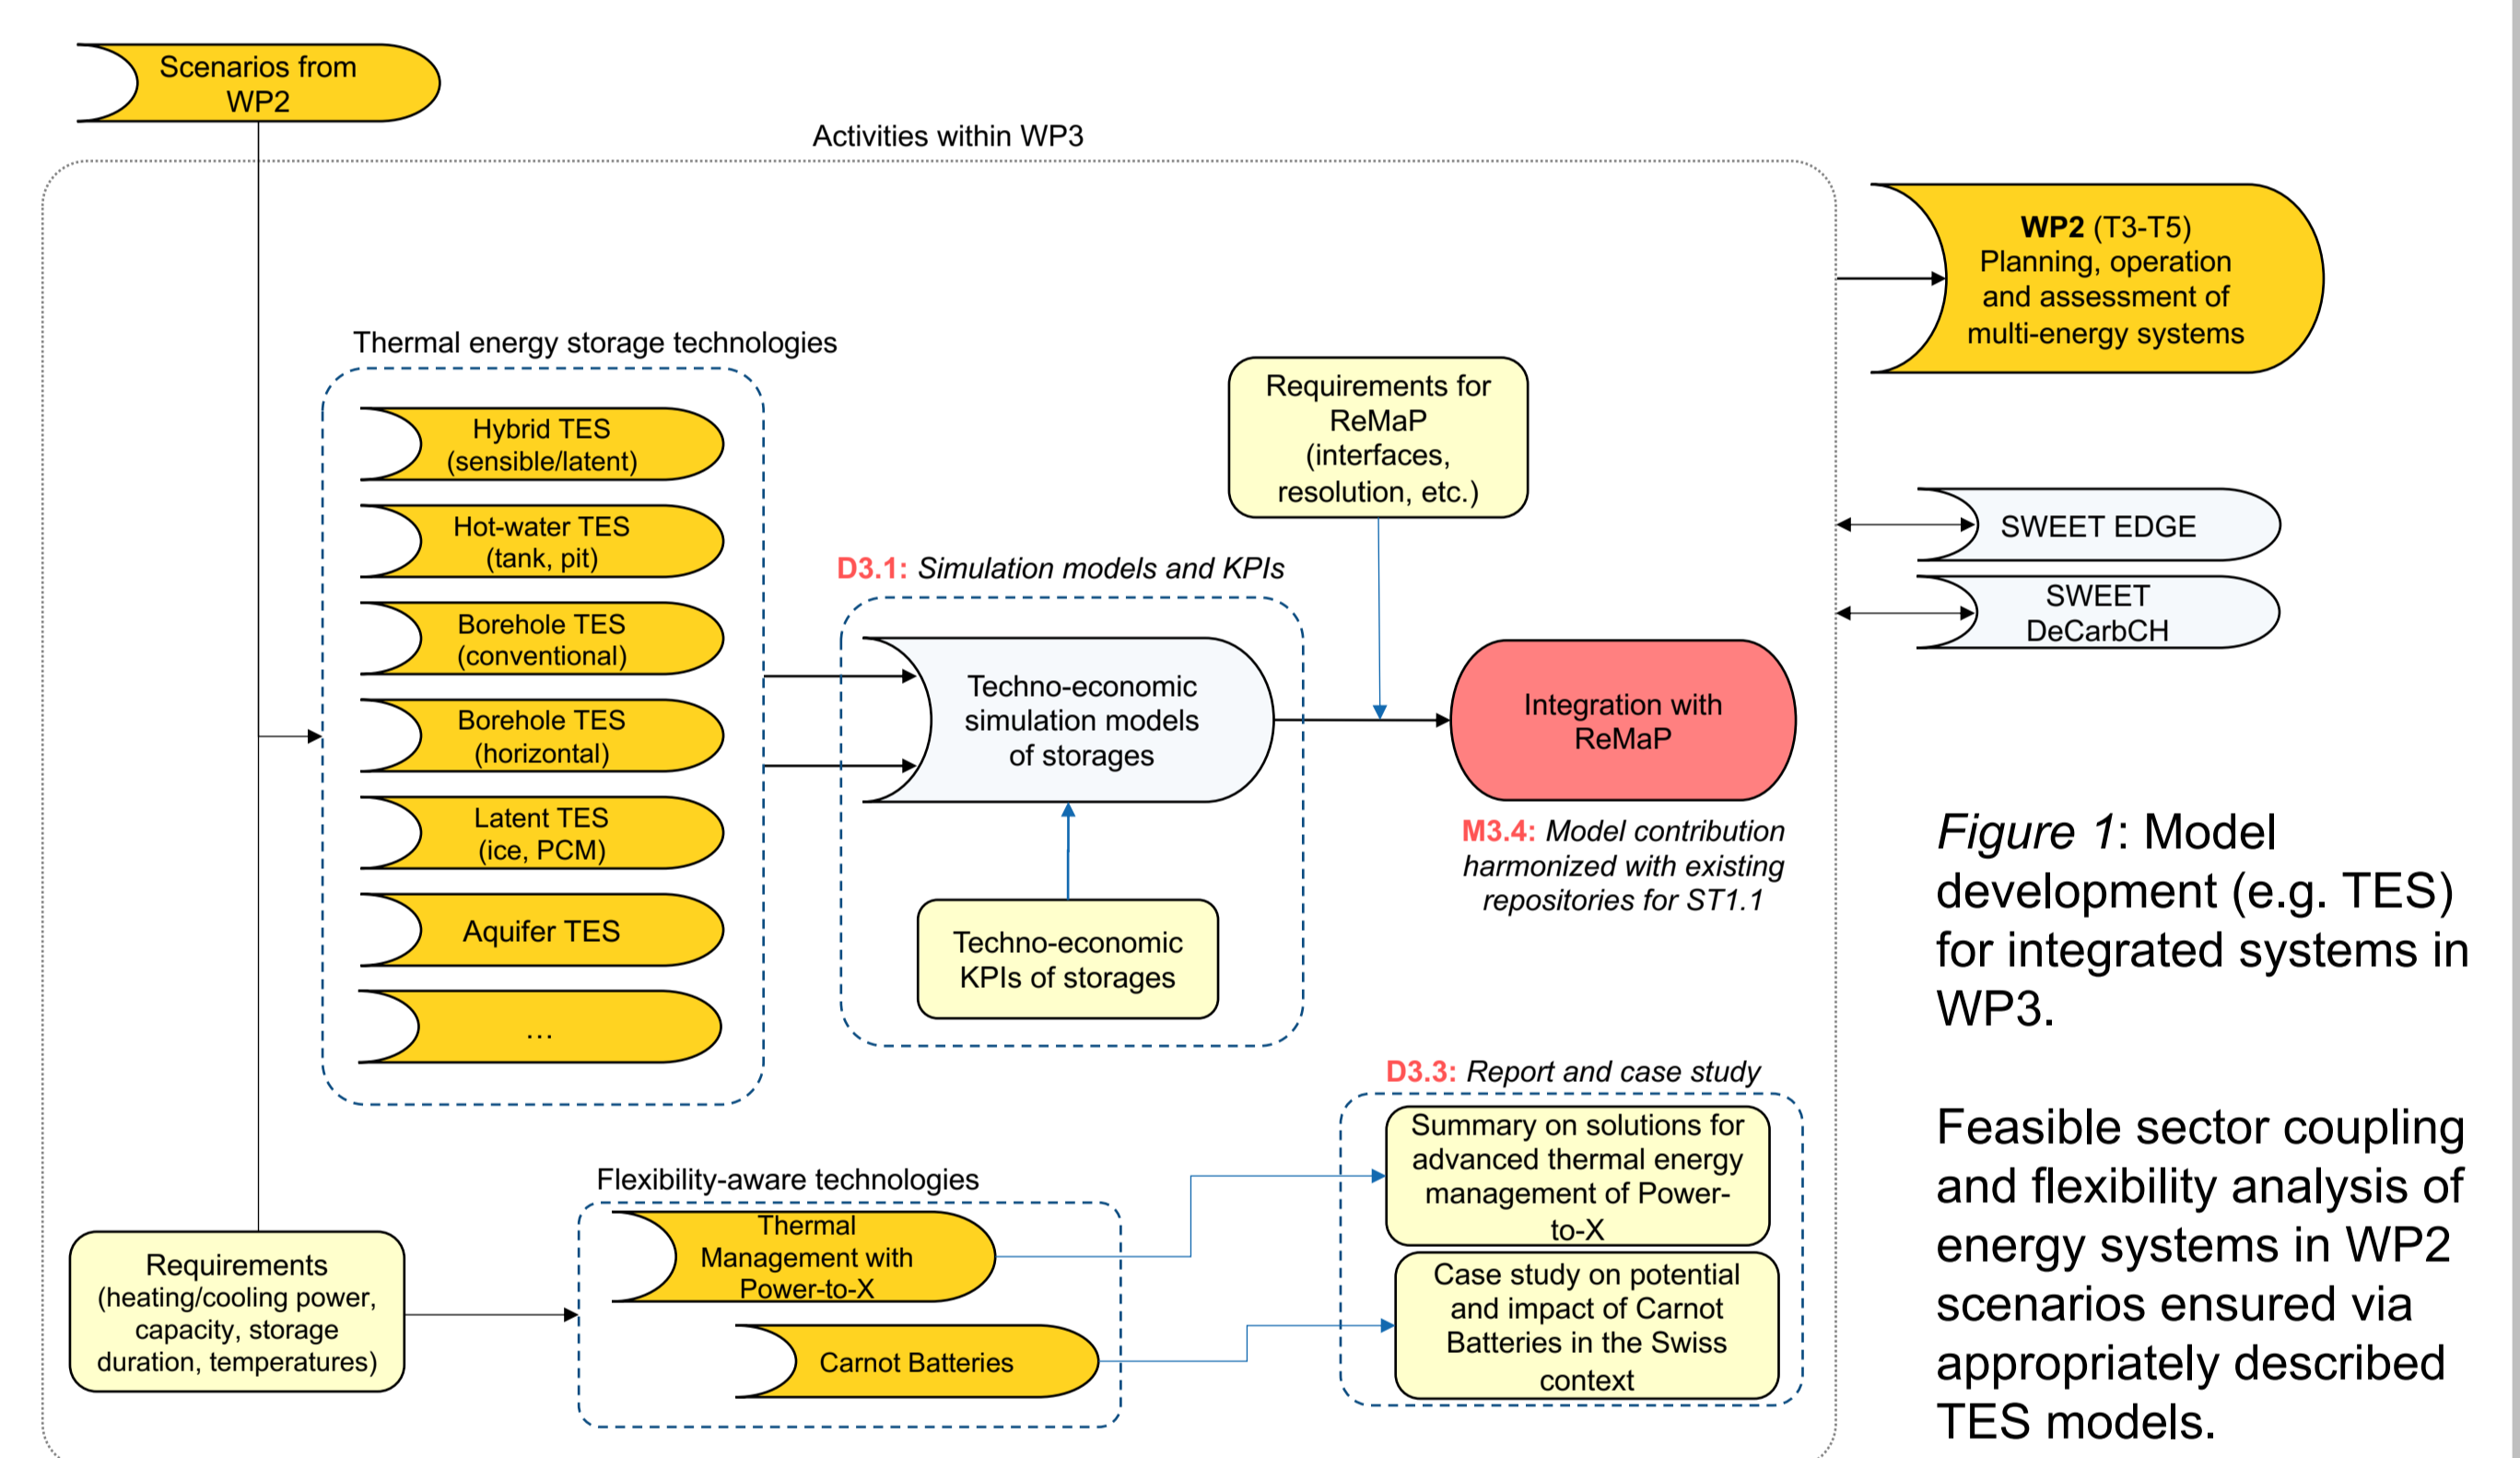 Scenarios from
WP2
Activities within WP3
WP2 (T3-T5)
Planning, operation
and assessment of
multi-energy systems
Thermal energy storage technologies
Hybrid TES
(sensible/latent)
Hot-water TES
(tank, pit)
Borehole TES
(conventional)
Borehole TES
(horizontal)
Latent TES
(ice, PCM)
Aquifer TES
…
Requirements for
ReMaP
(interfaces,
resolution, etc.)
D3.1: Simulation models and KPIs
Techno-economic
simulation models
of storages
Techno-economic
KPIs of storages
Integration with
ReMaP
M3.4: Model contribution
harmonized with existing
repositories for ST1.1
SWEET EDGE
SWEET
DeCarbCH
D3.3: Report and case study
Summary on solutions for
advanced thermal energy
management of Power-
to-X
Case study on potential
and impact of Carnot
Batteries in the Swiss
context
Flexibility-aware technologies
Thermal
Management with
Power-to-X
Carnot Batteries
Requirements
(heating/cooling power,
capacity, storage
duration, temperatures)
Figure 1: Model
development (e.g. TES)
for integrated systems in
WP3.
Feasible sector coupling
and flexibility analysis of
energy systems in WP2
scenarios ensured via
appropriately described
TES models.